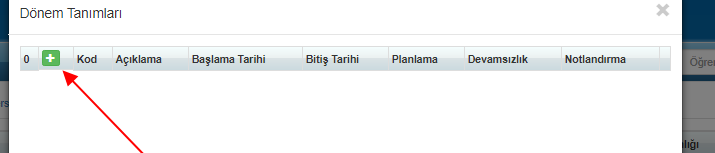 Dönem Tanımları
0 Kod Açıklama Başlama Tarihi Bitiş Tarihi Planlama Devamsızlık Notlandırma